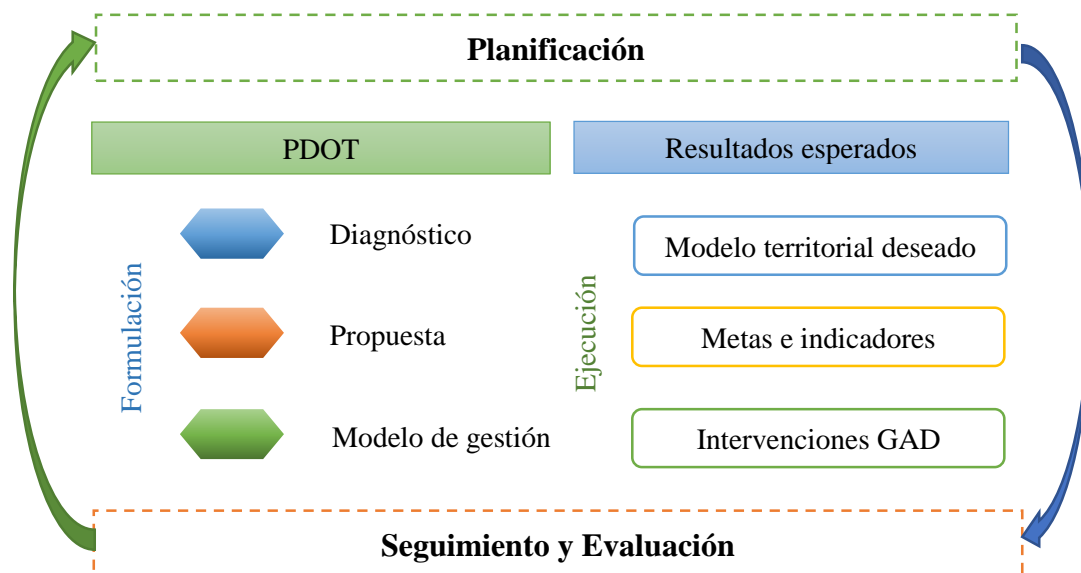 Planificación
PDOT
Resultados esperados
Formulación
Diagnóstico
Propuesta
Modelo de gestión
Ejecución
Modelo territorial deseado
Metas e indicadores
Intervenciones GAD
Seguimiento y Evaluación